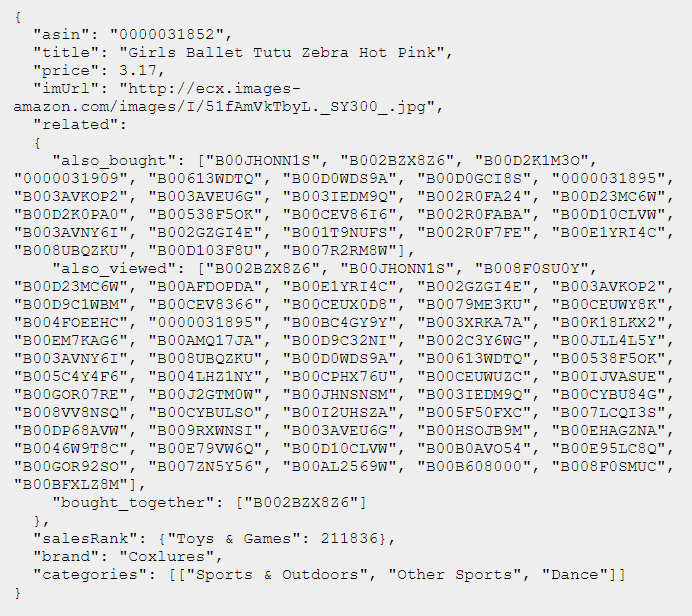 {
  "asin": "0000031852",
  "title": "Girls Ballet Tutu Zebra Hot Pink",
  "price": 3.17,
  "imUrl": "http://ecx.images-
amazon.com/images/I/51fAmVkTbyL._SY300_.jpg",
  "related":
  {
    "also_bought": ["B00JHONN1S", "B002BZX8Z6", "B00D2K1M3O",
"0000031909", "B00613WDTQ", "B00D0WDS9A", "B00D0GCI8S", "0000031895",
"B003AVKOP2", "B003AVEU6G", "B003IEDM9Q", "B002R0FA24", "B00D23MC6W",
"B00D2K0PA0", "B00538F5OK", "B00CEV86I6", "B002R0FABA", "B00D10CLVW",
"B003AVNY6I", "B002GZGI4E", "B001T9NUFS", "B002R0F7FE", "B00E1YRI4C",
"B008UBQZKU", "B00D103F8U", "B007R2RM8W"],
    "also_viewed": ["B002BZX8Z6", "B00JHONN1S", "B008F0SU0Y",
"B00D23MC6W", "B00AFDOPDA", "B00E1YRI4C", "B002GZGI4E", "B003AVKOP2",
"B00D9C1WBM", "B00CEV8366", "B00CEUX0D8", "B0079ME3KU", "B00CEUWY8K",
"B004FOEEHC", "0000031895", "B00BC4GY9Y", "B003XRKA7A", "B00K18LKX2",
"B00EM7KAG6", "B00AMQ17JA", "B00D9C32NI", "B002C3Y6WG", "B00JLL4L5Y",
"B003AVNY6I", "B008UBQZKU", "B00D0WDS9A", "B00613WDTQ", "B00538F5OK",
"B005C4Y4F6", "B004LHZ1NY", "B00CPHX76U", "B00CEUWUZC", "B00IJVASUE",
"B00GOR07RE", "B00J2GTM0W", "B00JHNSNSM", "B003IEDM9Q", "B00CYBU84G",
"B008VV8NSQ", "B00CYBULSO", "B00I2UHSZA", "B005F50FXC", "B007LCQI3S",
"B00DP68AVW", "B009RXWNSI", "B003AVEU6G", "B00HSOJB9M", "B00EHAGZNA",
"B0046W9T8C", "B00E79VW6Q", "B00D10CLVW", "B00B0AVO54", "B00E95LC8Q",
"B00GOR92SO", "B007ZN5Y56", "B00AL2569W", "B00B608000", "B008F0SMUC",
"B00BFXLZ8M"],
    "bought_together": ["B002BZX8Z6"]
  },
  "salesRank": {"Toys & Games": 211836},
  "brand": "Coxlures",
  "categories": [["Sports & Outdoors", "Other Sports", "Dance"]]
}